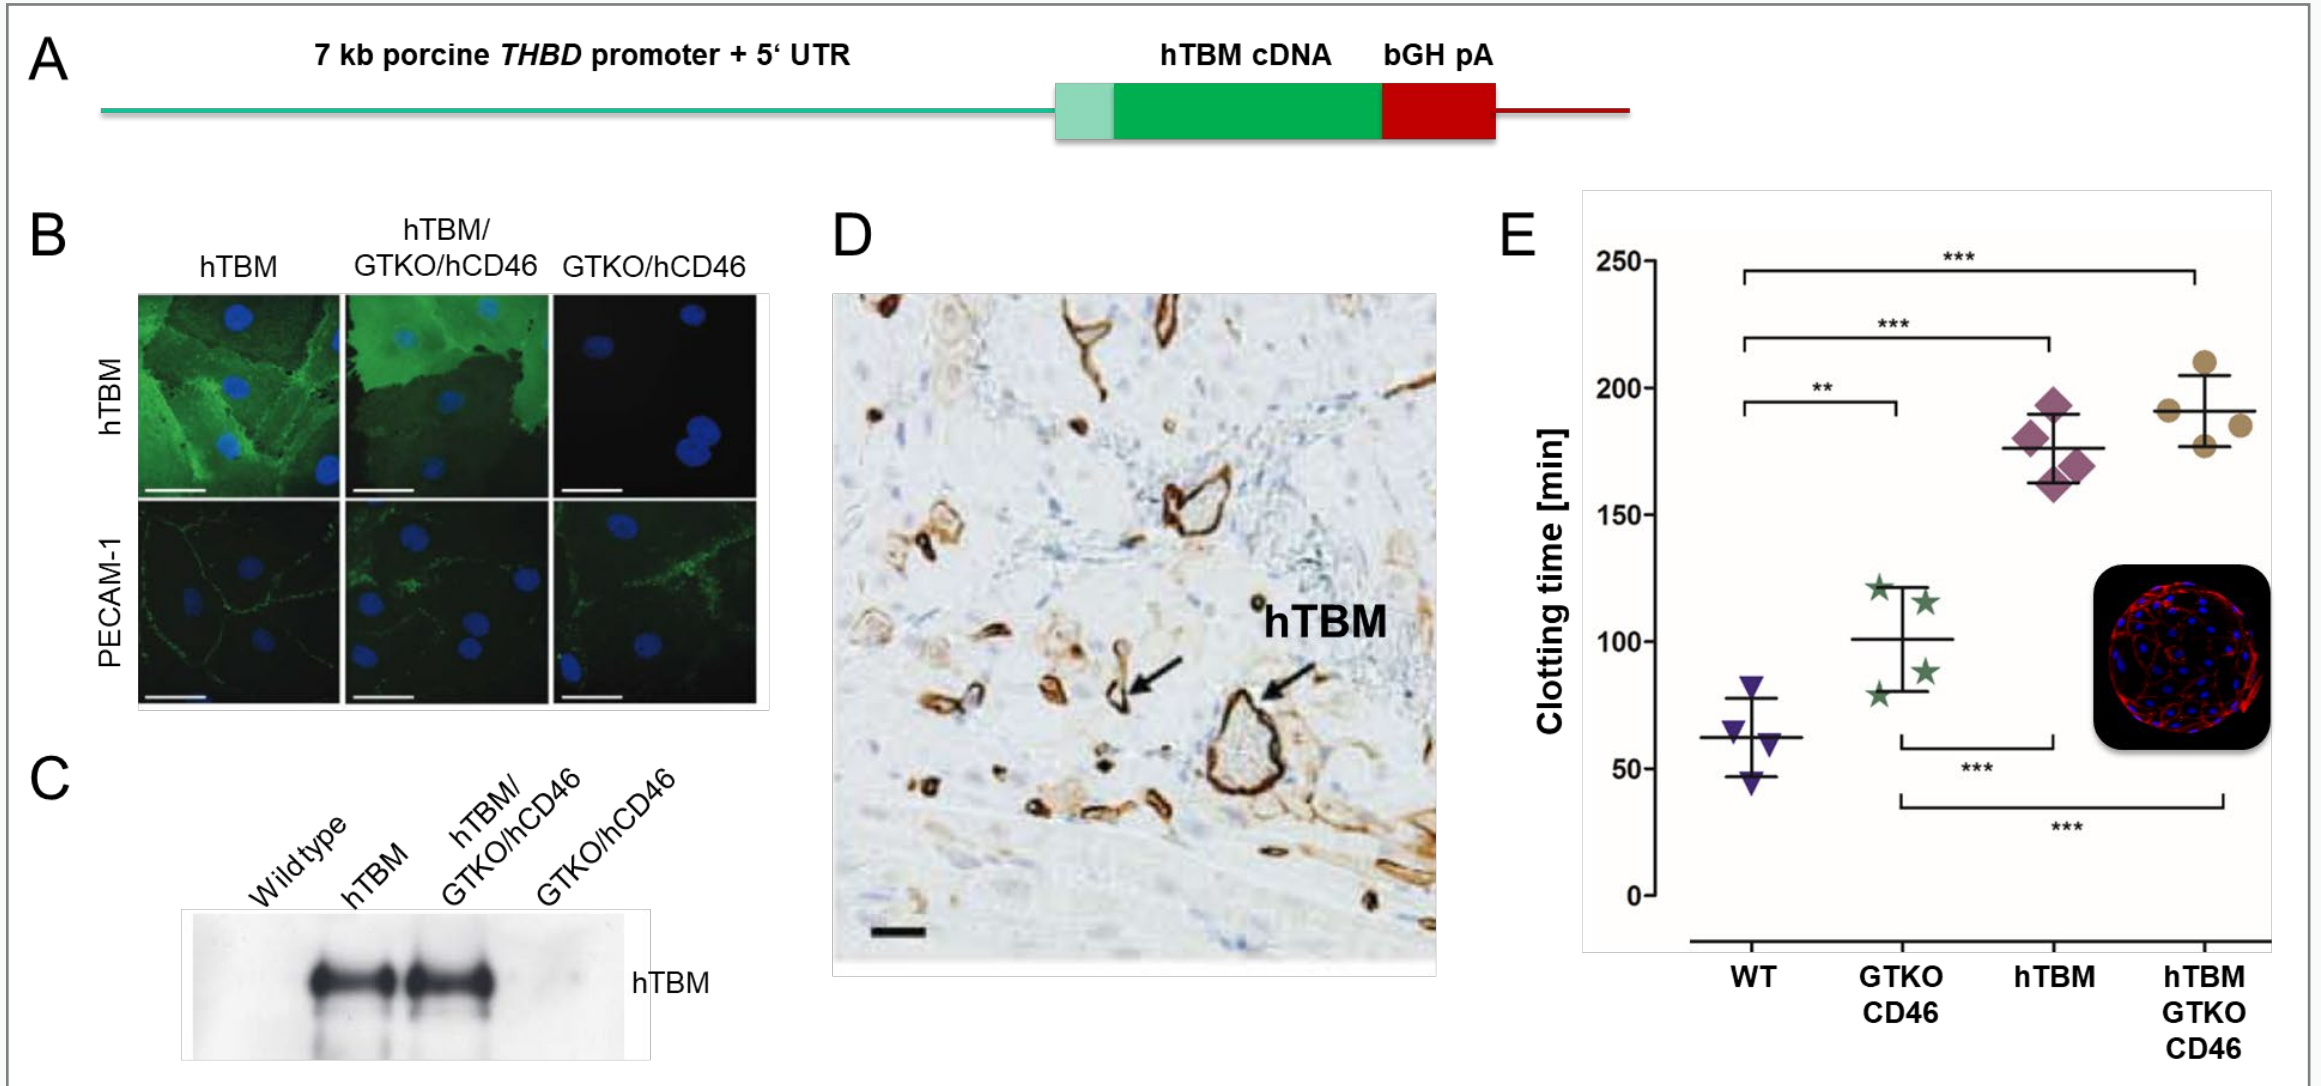 A
7 kb porcine THBD promoter + 5‘ UTR
hTBM cDNA
bGH pA
B
hTBM
hTBM/
GTKO/hCD46
GTKO/hCD46
hTBM
PECAM-1
C
Wild type
hTBM
hTBM/
GTKO/hCD46
GTKO/hCD46
hTBM
D
hTBM
E
Clotting time [min]
250
200
150
100
50
0
***
***
**
***
***
WT
GTKO
CD46
hTBM
hTBM
GTKO
CD46